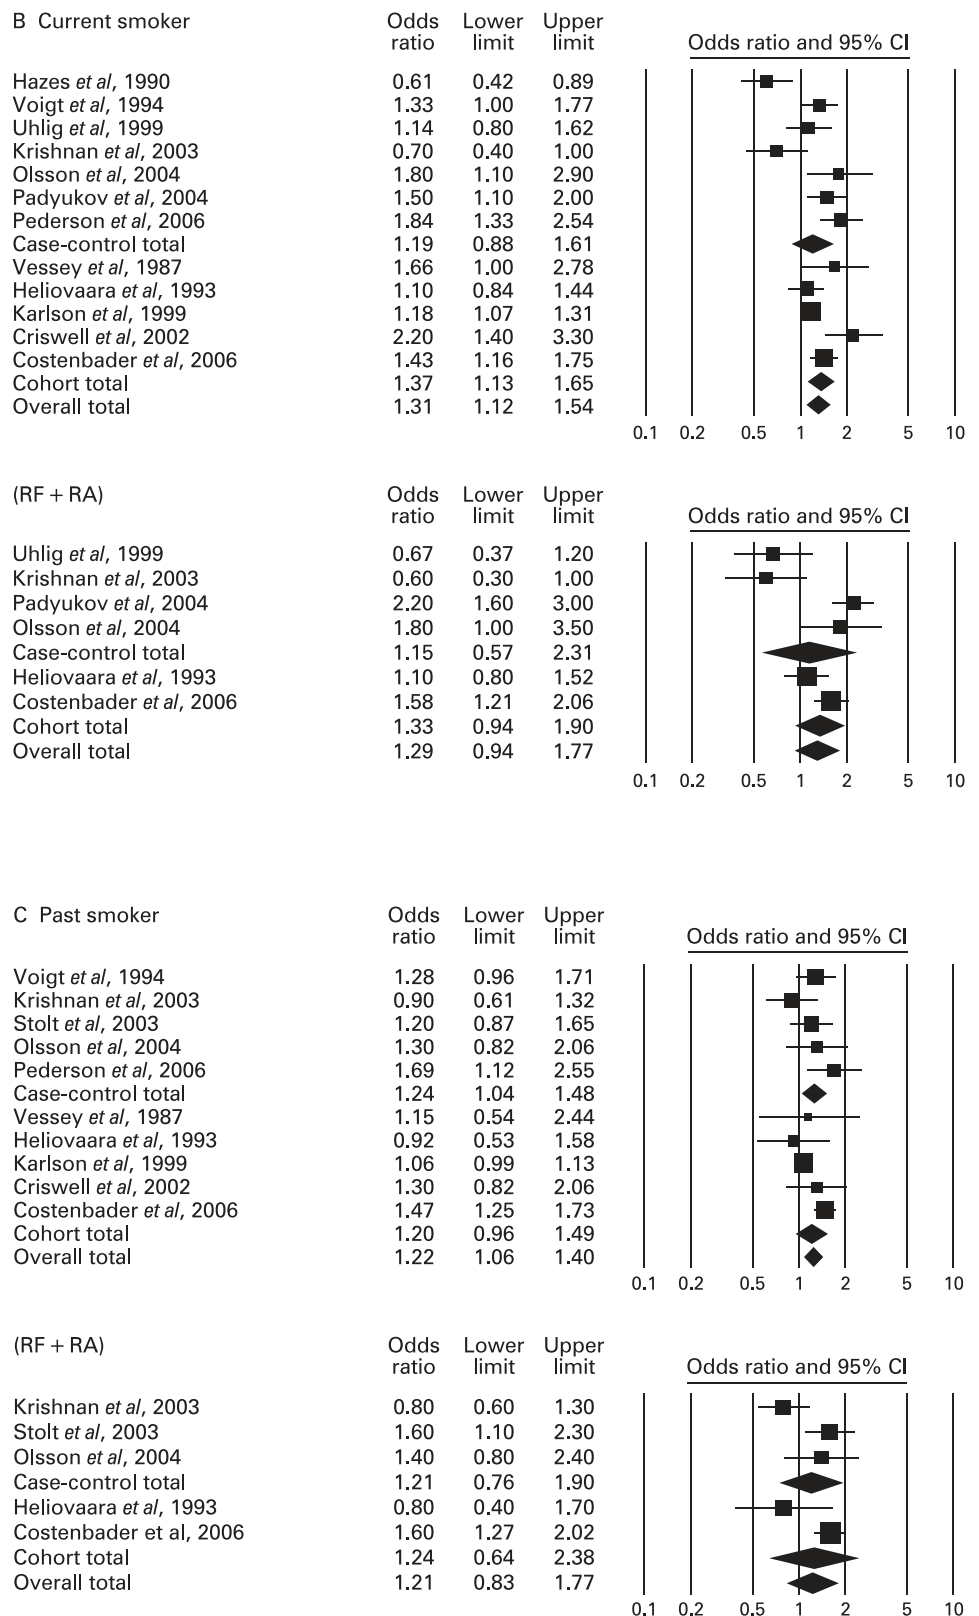 B Current smoker Odds ratio Lower limit Upper limit Odds ratio and 95% CI
Hazes et al, 1990 0.61 0.42 0.89
Voigt et al, 1994 1.33 1.00 1.77
Uhlig et al, 1999 1.14 0.80 1.62
Krishnan et al, 2003 0.70 0.40 1.00
Olsson et al, 2004 1.80 1.10 2.90
Padyukov et al, 2004 1.50 1.10 2.00
Pederson et al, 2006 1.84 1.33 2.54
Case-control total 1.19 0.88 1.61
Vessey et al, 1987 1.66 1.00 2.78
Heliovaara et al, 1993 1.10 0.84 1.44
Karlson et al, 1999 1.18 1.07 1.31
Criswell et al, 2002 2.20 1.40 3.30
Costenbader et al, 2006 1.43 1.16 1.75
Cohort total 1.37 1.13 1.65
Overall total 1.31 1.12 1.54
0.1 0.2 0.5 1 2 5 10
(RF + RA) Odds ratio Lower limit Upper limit Odds ratio and 95% CI
Uhlig et al, 1999 0.67 0.37 1.20
Krishnan et al, 2003 0.60 0.30 1.00
Padyukov et al, 2004 2.20 1.60 3.00
Olsson et al, 2004 1.80 1.00 3.50
Case-control total 1.15 0.57 2.31
Heliovaara et al, 1993 1.10 0.80 1.52
Costenbader et al, 2006 1.58 1.21 2.06
Cohort total 1.33 0.94 1.90
Overall total 1.29 0.94 1.77
0.1 0.2 0.5 1 2 5 10
C Past smoker Odds ratio Lower limit Upper limit Odds ratio and 95% CI
Voigt et al, 1994 1.28 0.96 1.71
Krishnan et al, 2003 0.90 0.61 1.32
Stolt et al, 2003 1.20 0.87 1.65
Olsson et al, 2004 1.30 0.82 2.06
Pederson et al, 2006 1.69 1.12 2.55
Case-control total 1.24 1.04 1.48
Vessey et al, 1987 1.15 0.54 2.44
Heliovaara et al, 1993 0.92 0.53 1.58
Karlson et al, 1999 1.06 0.99 1.13
Criswell et al, 2002 1.30 0.82 2.06
Costenbader et al, 2006 1.47 1.25 1.73
Cohort total 1.20 0.96 1.49
Overall total 1.22 1.06 1.40
0.1 0.2 0.5 1 2 5 10
(RF + RA) Odds ratio Lower limit Upper limit Odds ratio and 95% CI
Krishnan et al, 2003 0.80 0.60 1.30
Stolt et al, 2003 1.60 1.10 2.30
Olsson et al, 2004 1.40 0.80 2.40
Case-control total 1.21 0.76 1.90
Heliovaara et al, 1993 0.80 0.40 1.70
Costenbader et al, 2006 1.60 1.27 2.02
Cohort total 1.24 0.64 2.38
Overall total 1.21 0.83 1.77
0.1 0.2 0.5 1 2 5 10